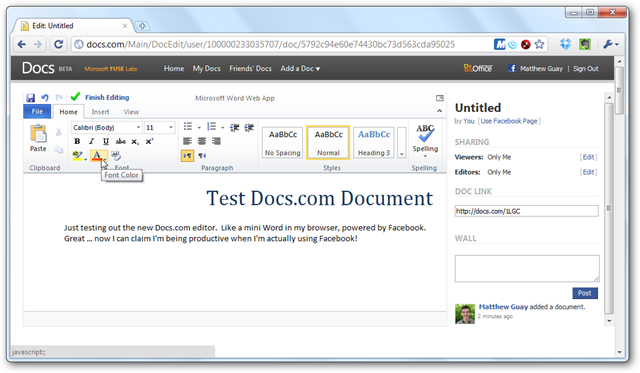 Edit: Untitled
docs.com/Main/DocEdit/user/100000233035707/doc/5792c94e60e74430bc73d563cda95025
Docs BETA Microsoft FUSE Labs Home My Docs Friends' Docs Add a Doc Office Matthew Guay | Sign Out
Finish Editing Microsoft Word Web App
File Home Insert View
Calibri (Body) 11
Paste
B I U abc x₂ x²
AaBbCc AaBbCc AaBbCc
No Spacing Normal Heading 3
ABC
Spelling
Clipboard Font Paragraph Styles Spelling
Font Color
Test Docs.com Document
Just testing out the new Docs.com editor. Like a mini Word in my browser, powered by Facebook.
Great ... now I can claim I'm being productive when I'm actually using Facebook!
Untitled
by You [Use Facebook Page]
SHARING
Viewers: Only Me [Edit]
Editors: Only Me [Edit]
DOC LINK
http://docs.com/1LGC
WALL
Post
Matthew Guay added a document.
2 minutes ago
javascript:;